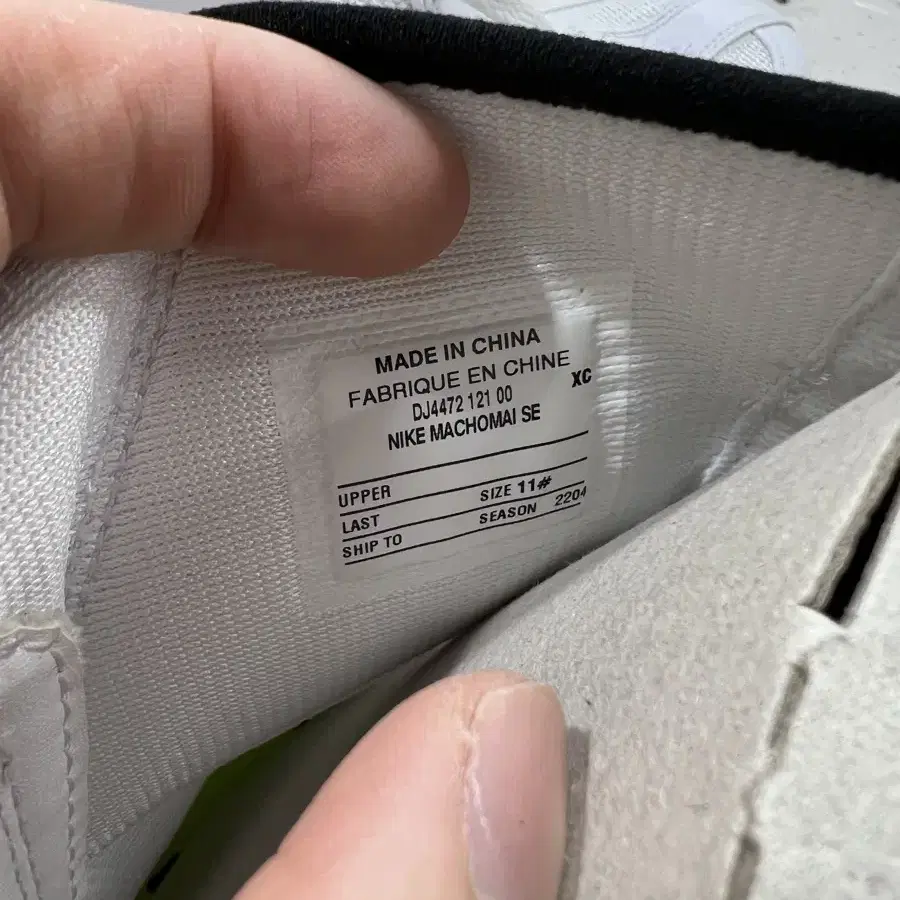 MADE IN CHINA
FABRIQUE EN CHINE
XC
DJ4472 121 00
NIKE MACHOMAI SE
UPPER
LAST SIZE 11#
SHIP TO SEASON 2204